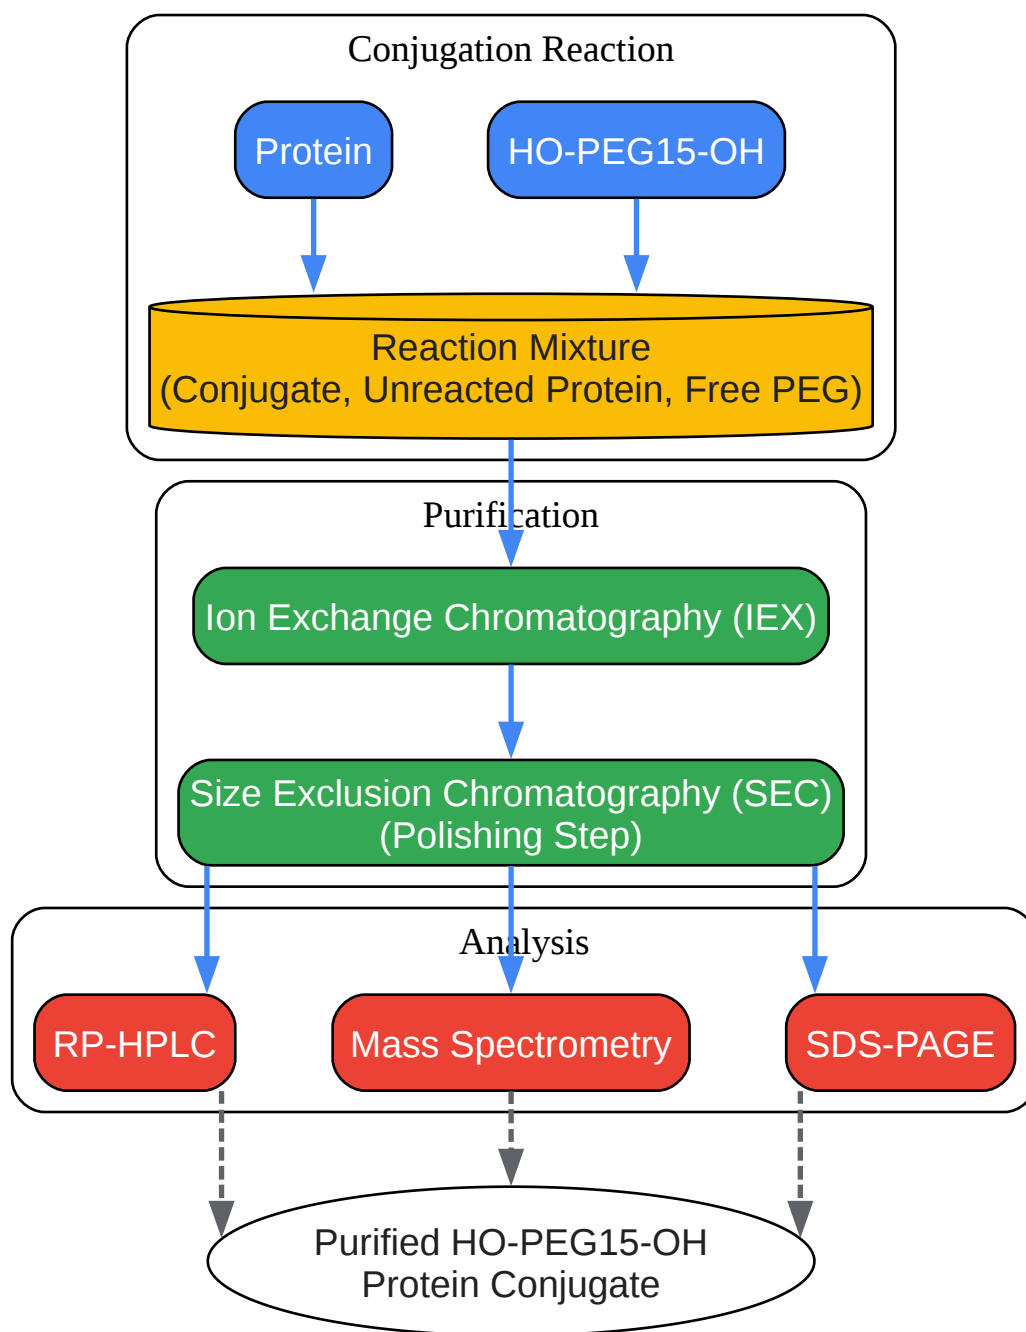 Conjugation Reaction
Protein
HO-PEG15-OH
Reaction Mixture
(Conjugate, Unreacted Protein, Free PEG)
Purification
Ion Exchange Chromatography (IEX)
Size Exclusion Chromatography (SEC)
(Polishing Step)
Analysis
RP-HPLC
Mass Spectrometry
SDS-PAGE
Purified HO-PEG15-OH
Protein Conjugate